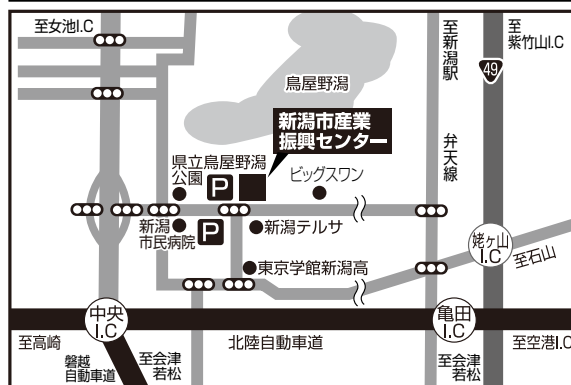 至女池I.C
至新潟駅
至
紫竹山I.C
49
鳥屋野潟
新潟市産業
振興センター
弁天線
県立鳥屋野潟
公園
P
ビッグスワン
新潟
市民病院
P
新潟テルサ
姥ヶ山
I.C
至石山
東京学館新潟高
中央
I.C
亀田
I.C
至高崎
北陸自動車道
至空港I.C
磐越
自動車道
至会津
若松
至会津
若松